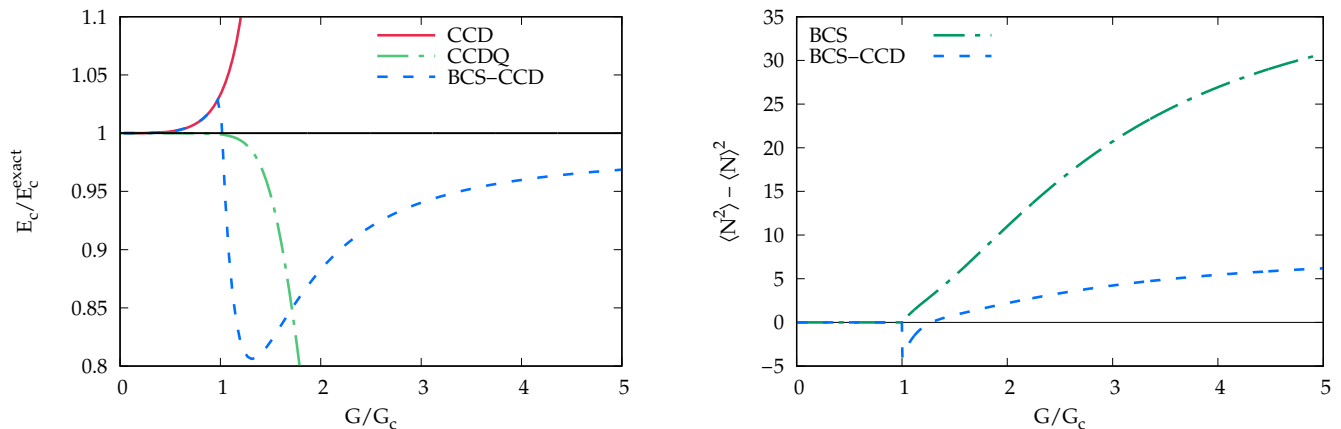 1.1
1.05
1
0.95
0.9
0.85
0.8
E_c/E_c^exact
CCD
CCDQ
BCS–CCD
0 1 2 3 4 5
G/G_c
35
30
25
20
15
10
5
0
−5
⟨N²⟩ − ⟨N⟩²
BCS
BCS–CCD
0 1 2 3 4 5
G/G_c